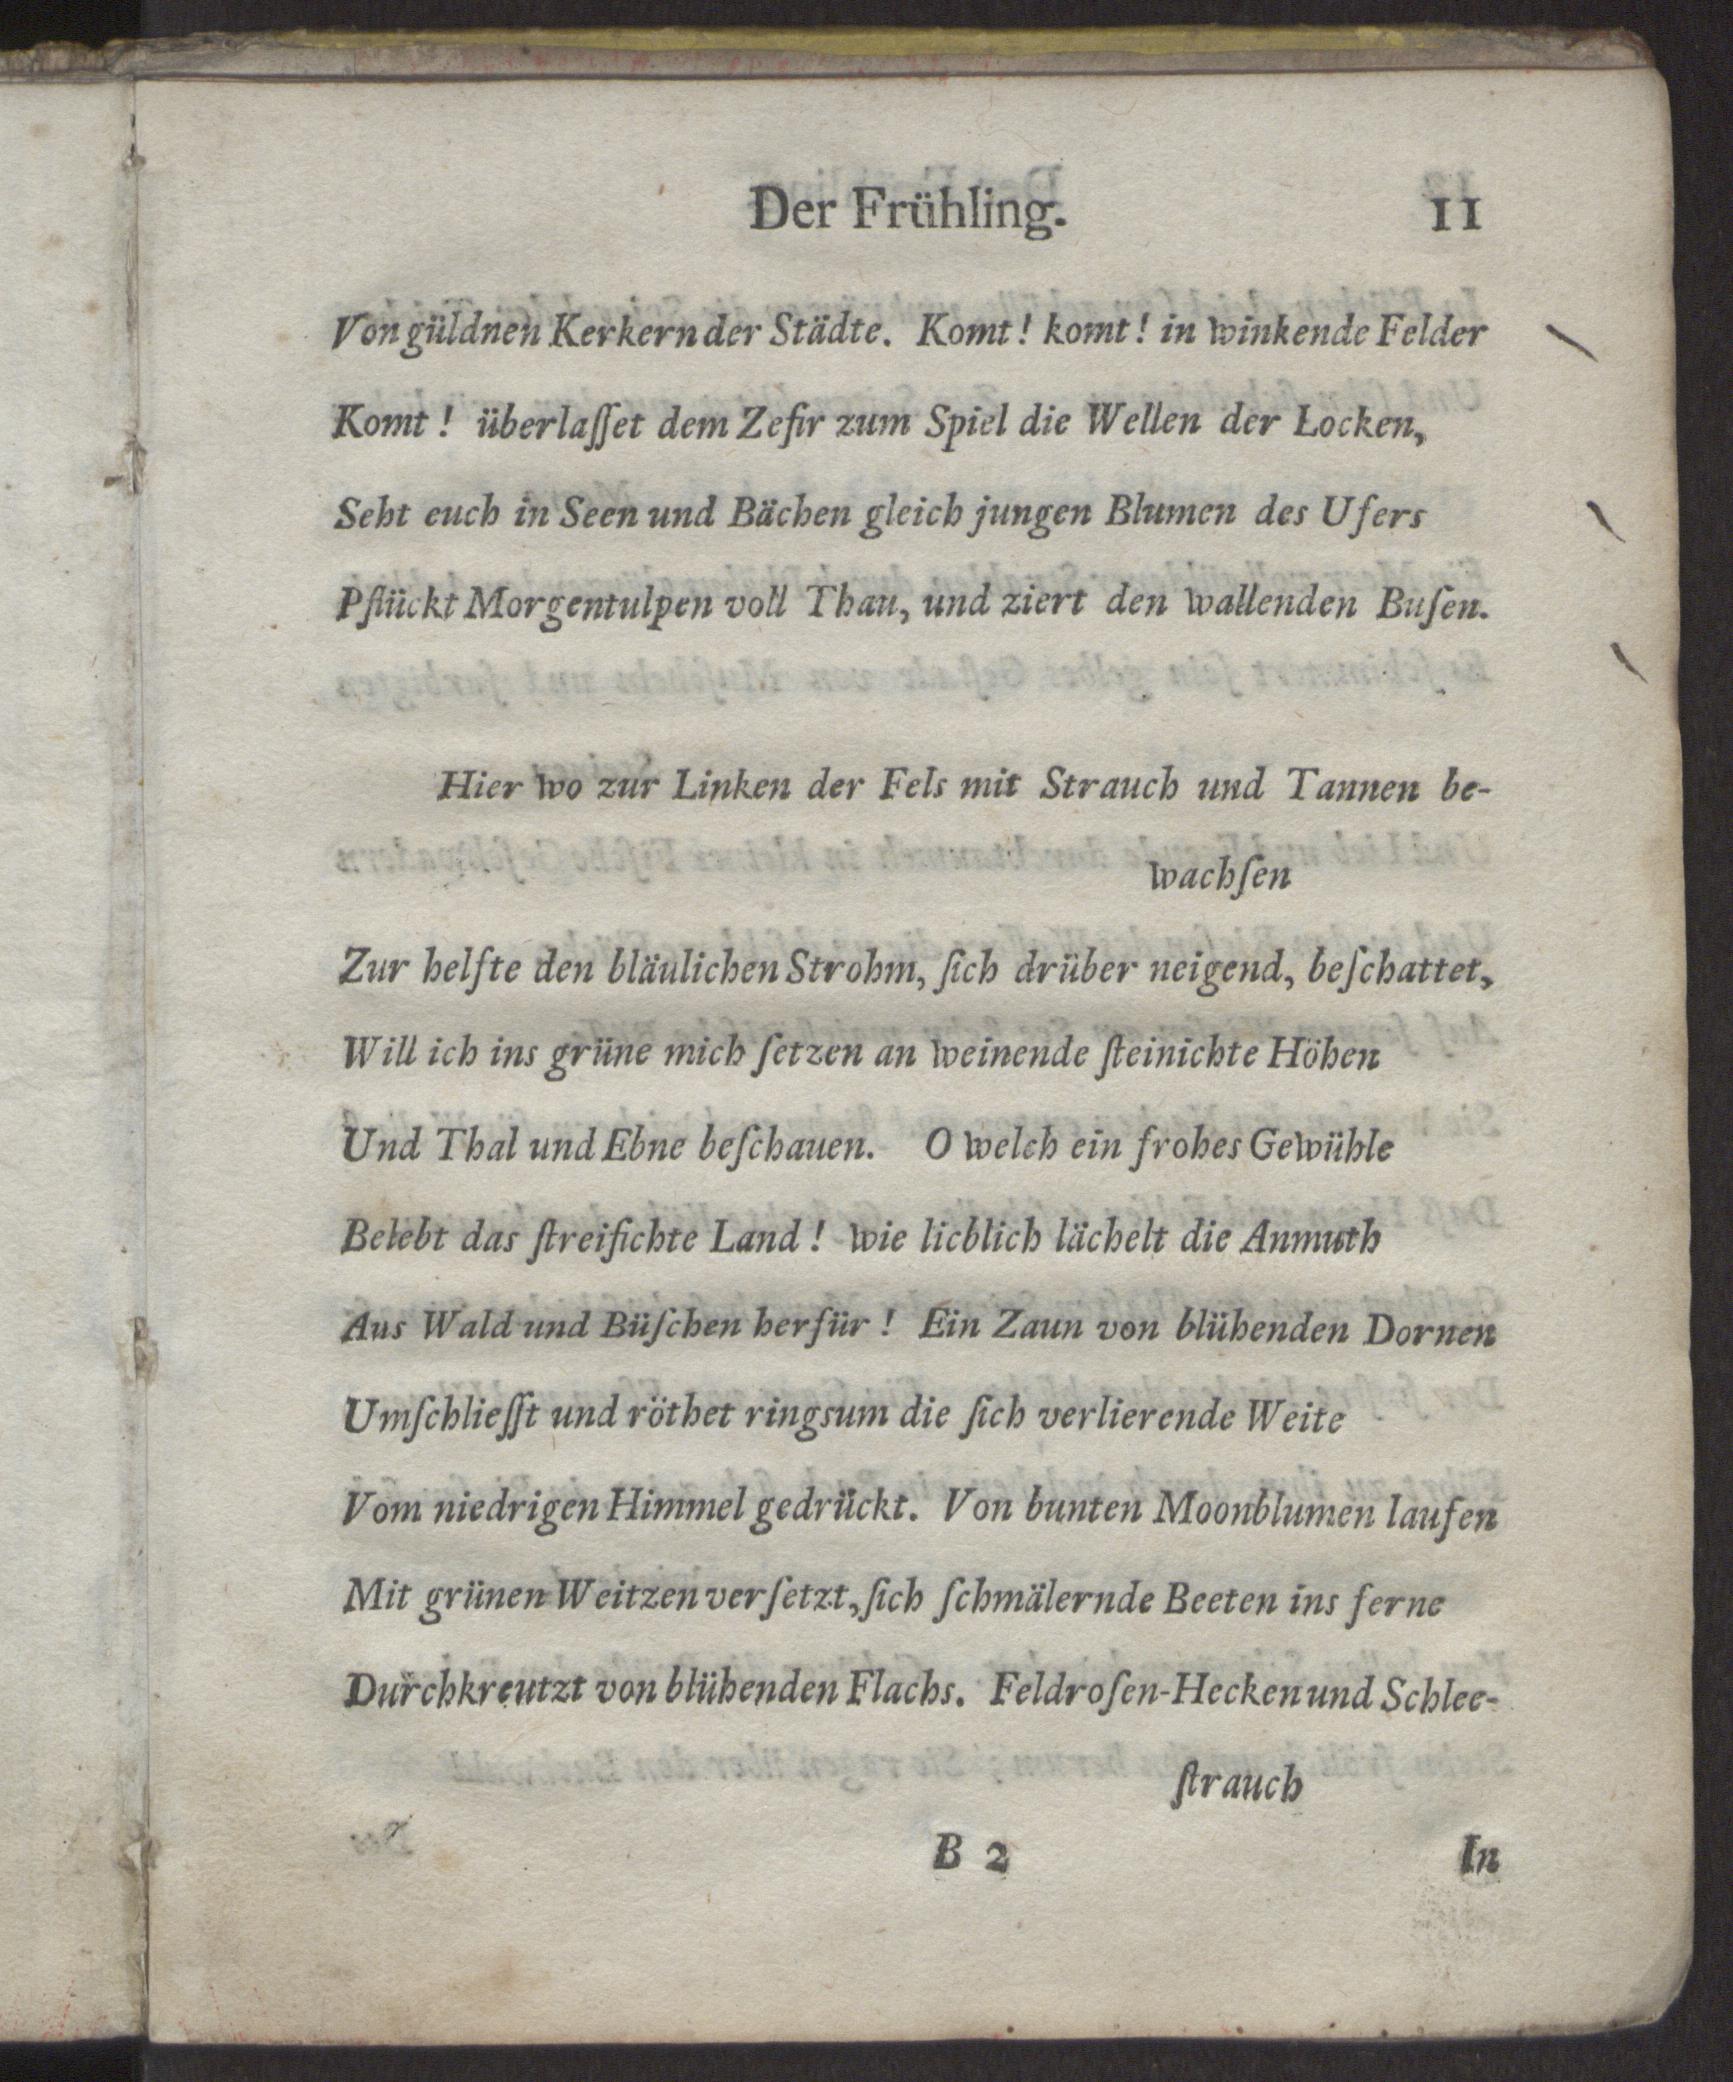 Der Frühling. 11
Von güldnen Kerkern der Städte. Komt! komt! in winkende Felder
Komt! überlaſſet dem Zefir zum Spiel die Wellen der Locken,
Seht euch in Seen und Bächen gleich jungen Blumen des Ufers
Pflückt Morgentulpen voll Thau, und ziert den wallenden Buſen.
Hier wo zur Linken der Fels mit Strauch und Tannen be-
wachſen
Zur helfte den bläulichen Strohm, ſich drüber neigend, beſchattet,
Will ich ins grüne mich ſetzen an weinende ſteinichte Höhen
Und Thal und Ebne beſchauen. O welch ein frohes Gewühle
Belebt das ſtreifichte Land! wie lieblich lächelt die Anmuth
Aus Wald und Büſchen herfür! Ein Zaun von blühenden Dornen
Umſchlieſſt und röthet ringsum die ſich verlierende Weite
Vom niedrigen Himmel gedrückt. Von bunten Moonblumen laufen
Mit grünen Weitzen verſetzt, ſich ſchmälernde Beeten ins ferne
Durchkreutzt von blühenden Flachs. Feldroſen-Hecken und Schlee-
ſtrauch
B 2 In